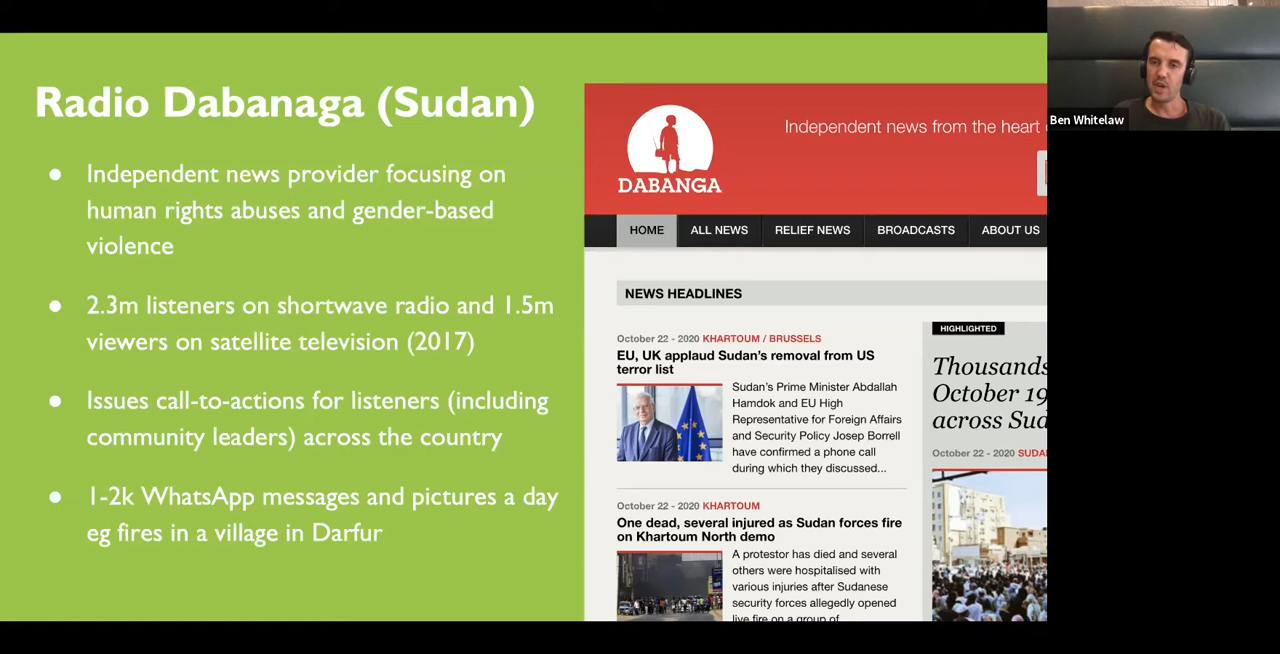 Radio Dabanaga (Sudan)
Independent news provider focusing on
human rights abuses and gender-based
violence
2.3m listeners on shortwave radio and 1.5m
viewers on satellite television (2017)
Issues call-to-actions for listeners (including
community leaders) across the country
1-2k WhatsApp messages and pictures a day
eg fires in a village in Darfur
DABANGA
Independent news from the heart
HOME ALL NEWS RELIEF NEWS BROADCASTS ABOUT US
NEWS HEADLINES
October 22 - 2020 KHARTOUM / BRUSSELS
EU, UK applaud Sudan's removal from US
terror list
Sudan's Prime Minister Abdallah
Hamdok and EU High
Representative for Foreign Affairs
and Security Policy Josep Borrell
have confirmed a phone call
during which they discussed...
October 22 - 2020 KHARTOUM
One dead, several injured as Sudan forces fire
on Khartoum North demo
A protestor has died and several
others were hospitalised with
various injuries after Sudanese
security forces allegedly opened
live fire on a group of
HIGHLIGHTED
Thousands
October 19
across Sud
October 22 - 2020 SUDA
Ben Whitelaw